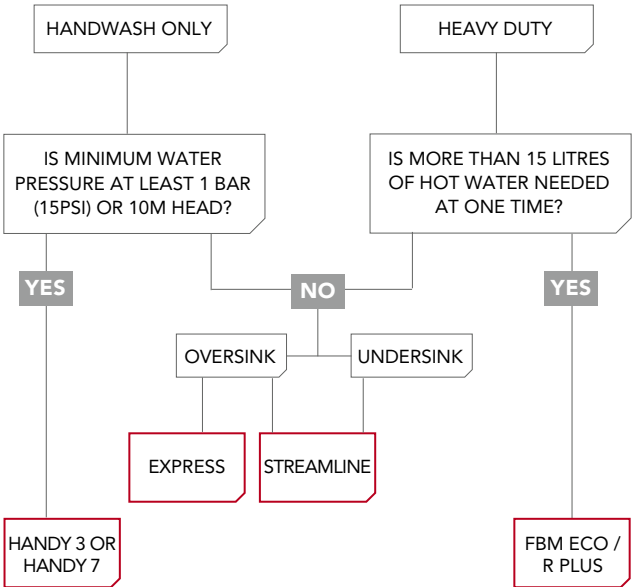 HANDWASH ONLY
HEAVY DUTY
IS MINIMUM WATER
PRESSURE AT LEAST 1 BAR
(15PSI) OR 10M HEAD?
IS MORE THAN 15 LITRES
OF HOT WATER NEEDED
AT ONE TIME?
YES
NO
YES
OVERSINK
UNDERSINK
EXPRESS
STREAMLINE
HANDY 3 OR
HANDY 7
FBM ECO /
R PLUS